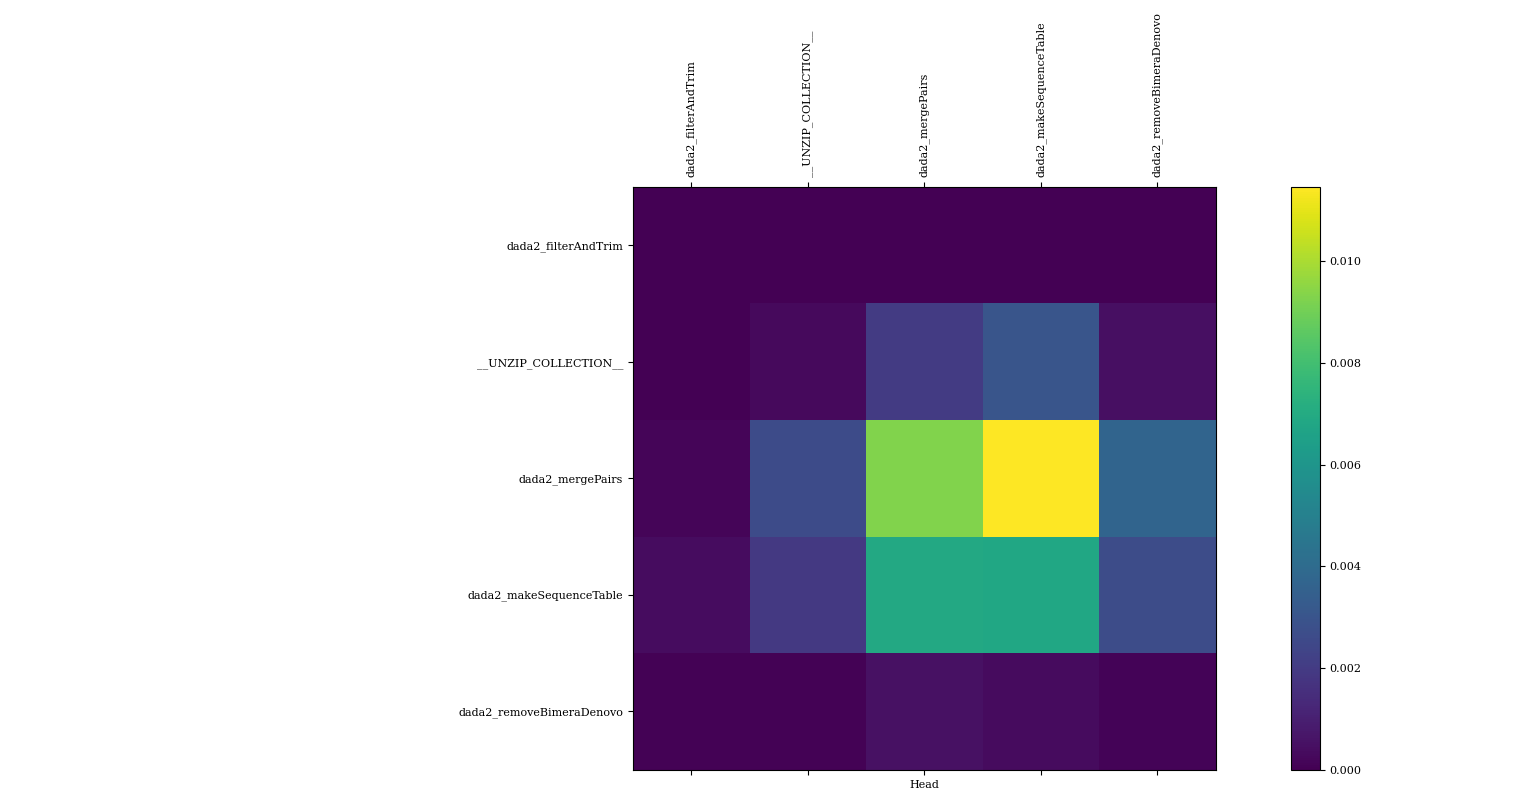 dada2_filterAndTrim
__UNZIP_COLLECTION__
dada2_mergePairs
dada2_makeSequenceTable
dada2_removeBimeraDenovo
dada2_filterAndTrim
__UNZIP_COLLECTION__
dada2_mergePairs
dada2_makeSequenceTable
dada2_removeBimeraDenovo
Head
0.010
0.008
0.006
0.004
0.002
0.000